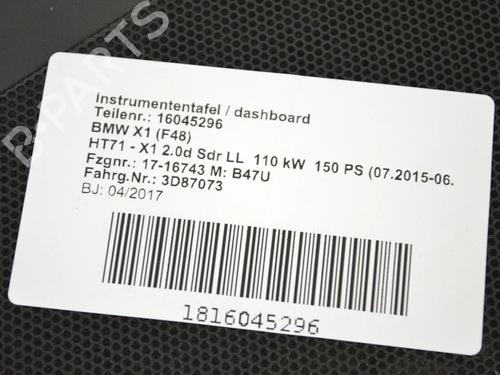 B-PARTS
Instrumententafel / dashboard
Teilenr.: 16045296
BMW X1 (F48)
HT71 - X1 2.0d Sdr LL 110 kW 150 PS (07.2015-06.
Fzgnr.: 17-16743 M: B47U
Fahrg.Nr.: 3D87073
BJ: 04/2017
1816045296